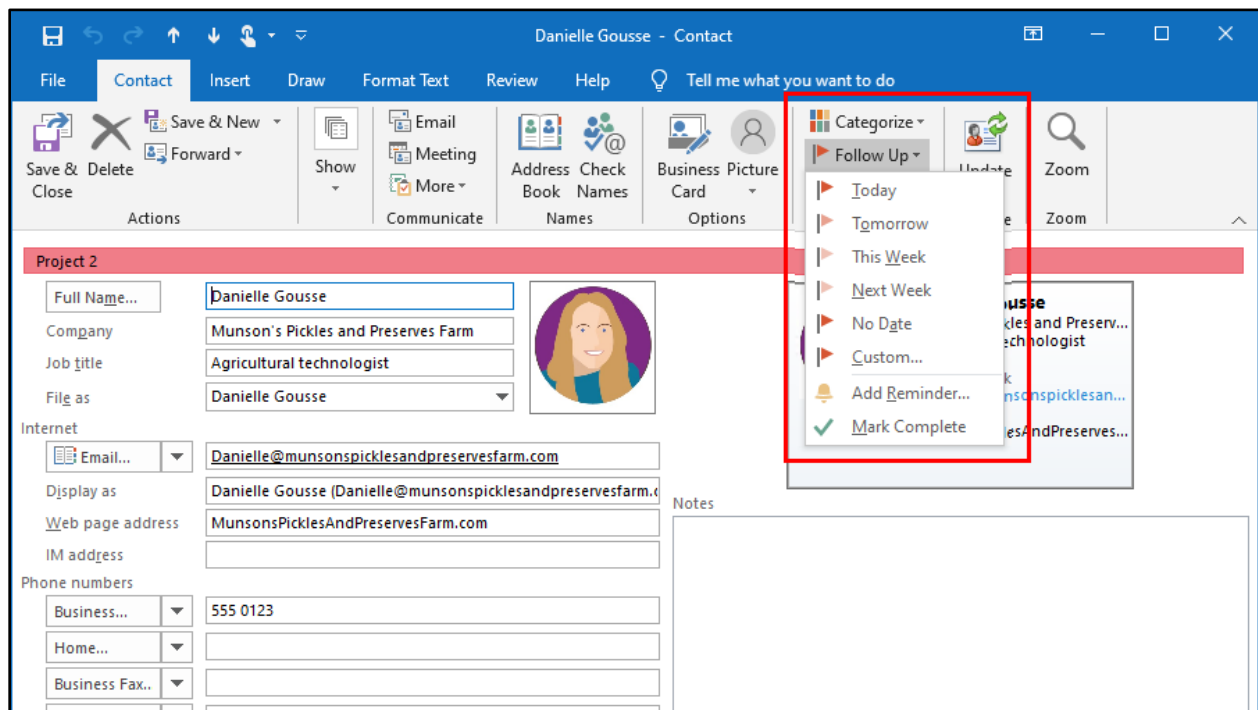 Danielle Gousse - Contact
File Contact Insert Draw Format Text Review Help Tell me what you want to do
Save & Close
Delete
Save & New
Forward
Actions
Show
Email
Meeting
More
Communicate
Address Book
Check Names
Names
Business Card
Picture
Options
Categorize
Follow Up
Update
Zoom
Zoom
Today
Tomorrow
This Week
Next Week
No Date
Custom...
Add Reminder...
Mark Complete
Project 2
Full Name... Danielle Gousse
Company Munson's Pickles and Preserves Farm
Job title Agricultural technologist
File as Danielle Gousse
Internet
Email... Danielle@munsonspicklesandpreservesfarm.com
Display as Danielle Gousse (Danielle@munsonspicklesandpreservesfarm.
Web page address MunsonsPicklesAndPreservesFarm.com
IM address
Phone numbers
Business... 555 0123
Home...
Business Fax..
and Preserv...
Notes